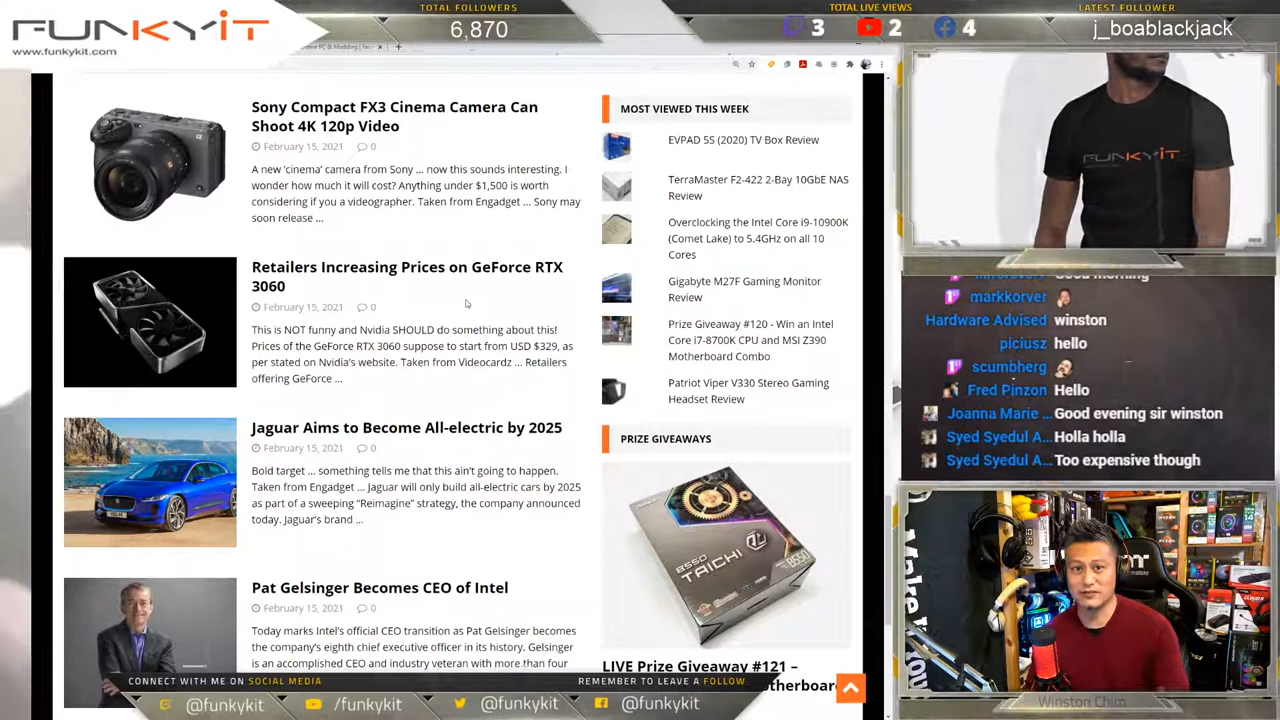 FUNKYiT
www.funkykit.com
TOTAL FOLLOWERS
6,870
TOTAL LIVE VIEWS
3
2
4
LATEST FOLLOWER
j_boablackjack
Sony Compact FX3 Cinema Camera Can
Shoot 4K 120p Video
February 15, 2021 0
A new ‘cinema’ camera from Sony ... now this sounds interesting. I
wonder how much it will cost? Anything under $1,500 is worth
considering if you a videographer. Taken from Engadget ... Sony may
soon release ...
Retailers Increasing Prices on GeForce RTX
3060
February 15, 2021 0
This is NOT funny and Nvidia SHOULD do something about this!
Prices of the GeForce RTX 3060 suppose to start from USD $329, as
per stated on Nvidia’s website. Taken from Videocardz ... Retailers
offering GeForce ...
Jaguar Aims to Become All-electric by 2025
February 15, 2021 0
Bold target ... something tells me that this ain’t going to happen.
Taken from Engadget ... Jaguar will only build all-electric cars by 2025
as part of a sweeping “Reimagine” strategy, the company announced
today. Jaguar’s brand ...
Pat Gelsinger Becomes CEO of Intel
February 15, 2021 0
Today marks Intel’s official CEO transition as Pat Gelsinger becomes
the company’s eighth chief executive officer in its history. Gelsinger
is an accomplished CEO and industry veteran with more than four
MOST VIEWED THIS WEEK
EVPAD 5S (2020) TV Box Review
TerraMaster F2-422 2-Bay 10GbE NAS
Review
Overclocking the Intel Core i9-10900K
(Comet Lake) to 5.4GHz on all 10
Cores
Gigabyte M27F Gaming Monitor
Review
Prize Giveaway #120 - Win an Intel
Core i7-8700K CPU and MSI Z390
Motherboard Combo
Patriot Viper V330 Stereo Gaming
Headset Review
PRIZE GIVEAWAYS
B550
TAICHI
LIVE Prize Giveaway #121 –
FUNKYiT
Good morning
markkorver
Hardware Advised winston
piciusz hello
scumbherg
Fred Pinzon Hello
Joanna Marie ... Good evening sir winston
Syed Syedul A... Holla holla
Syed Syedul A... Too expensive though
CONNECT WITH ME ON SOCIAL MEDIA
REMEMBER TO LEAVE A FOLLOW
@funkykit
/funkykit
@funkykit
@funkykit
Winston Chim